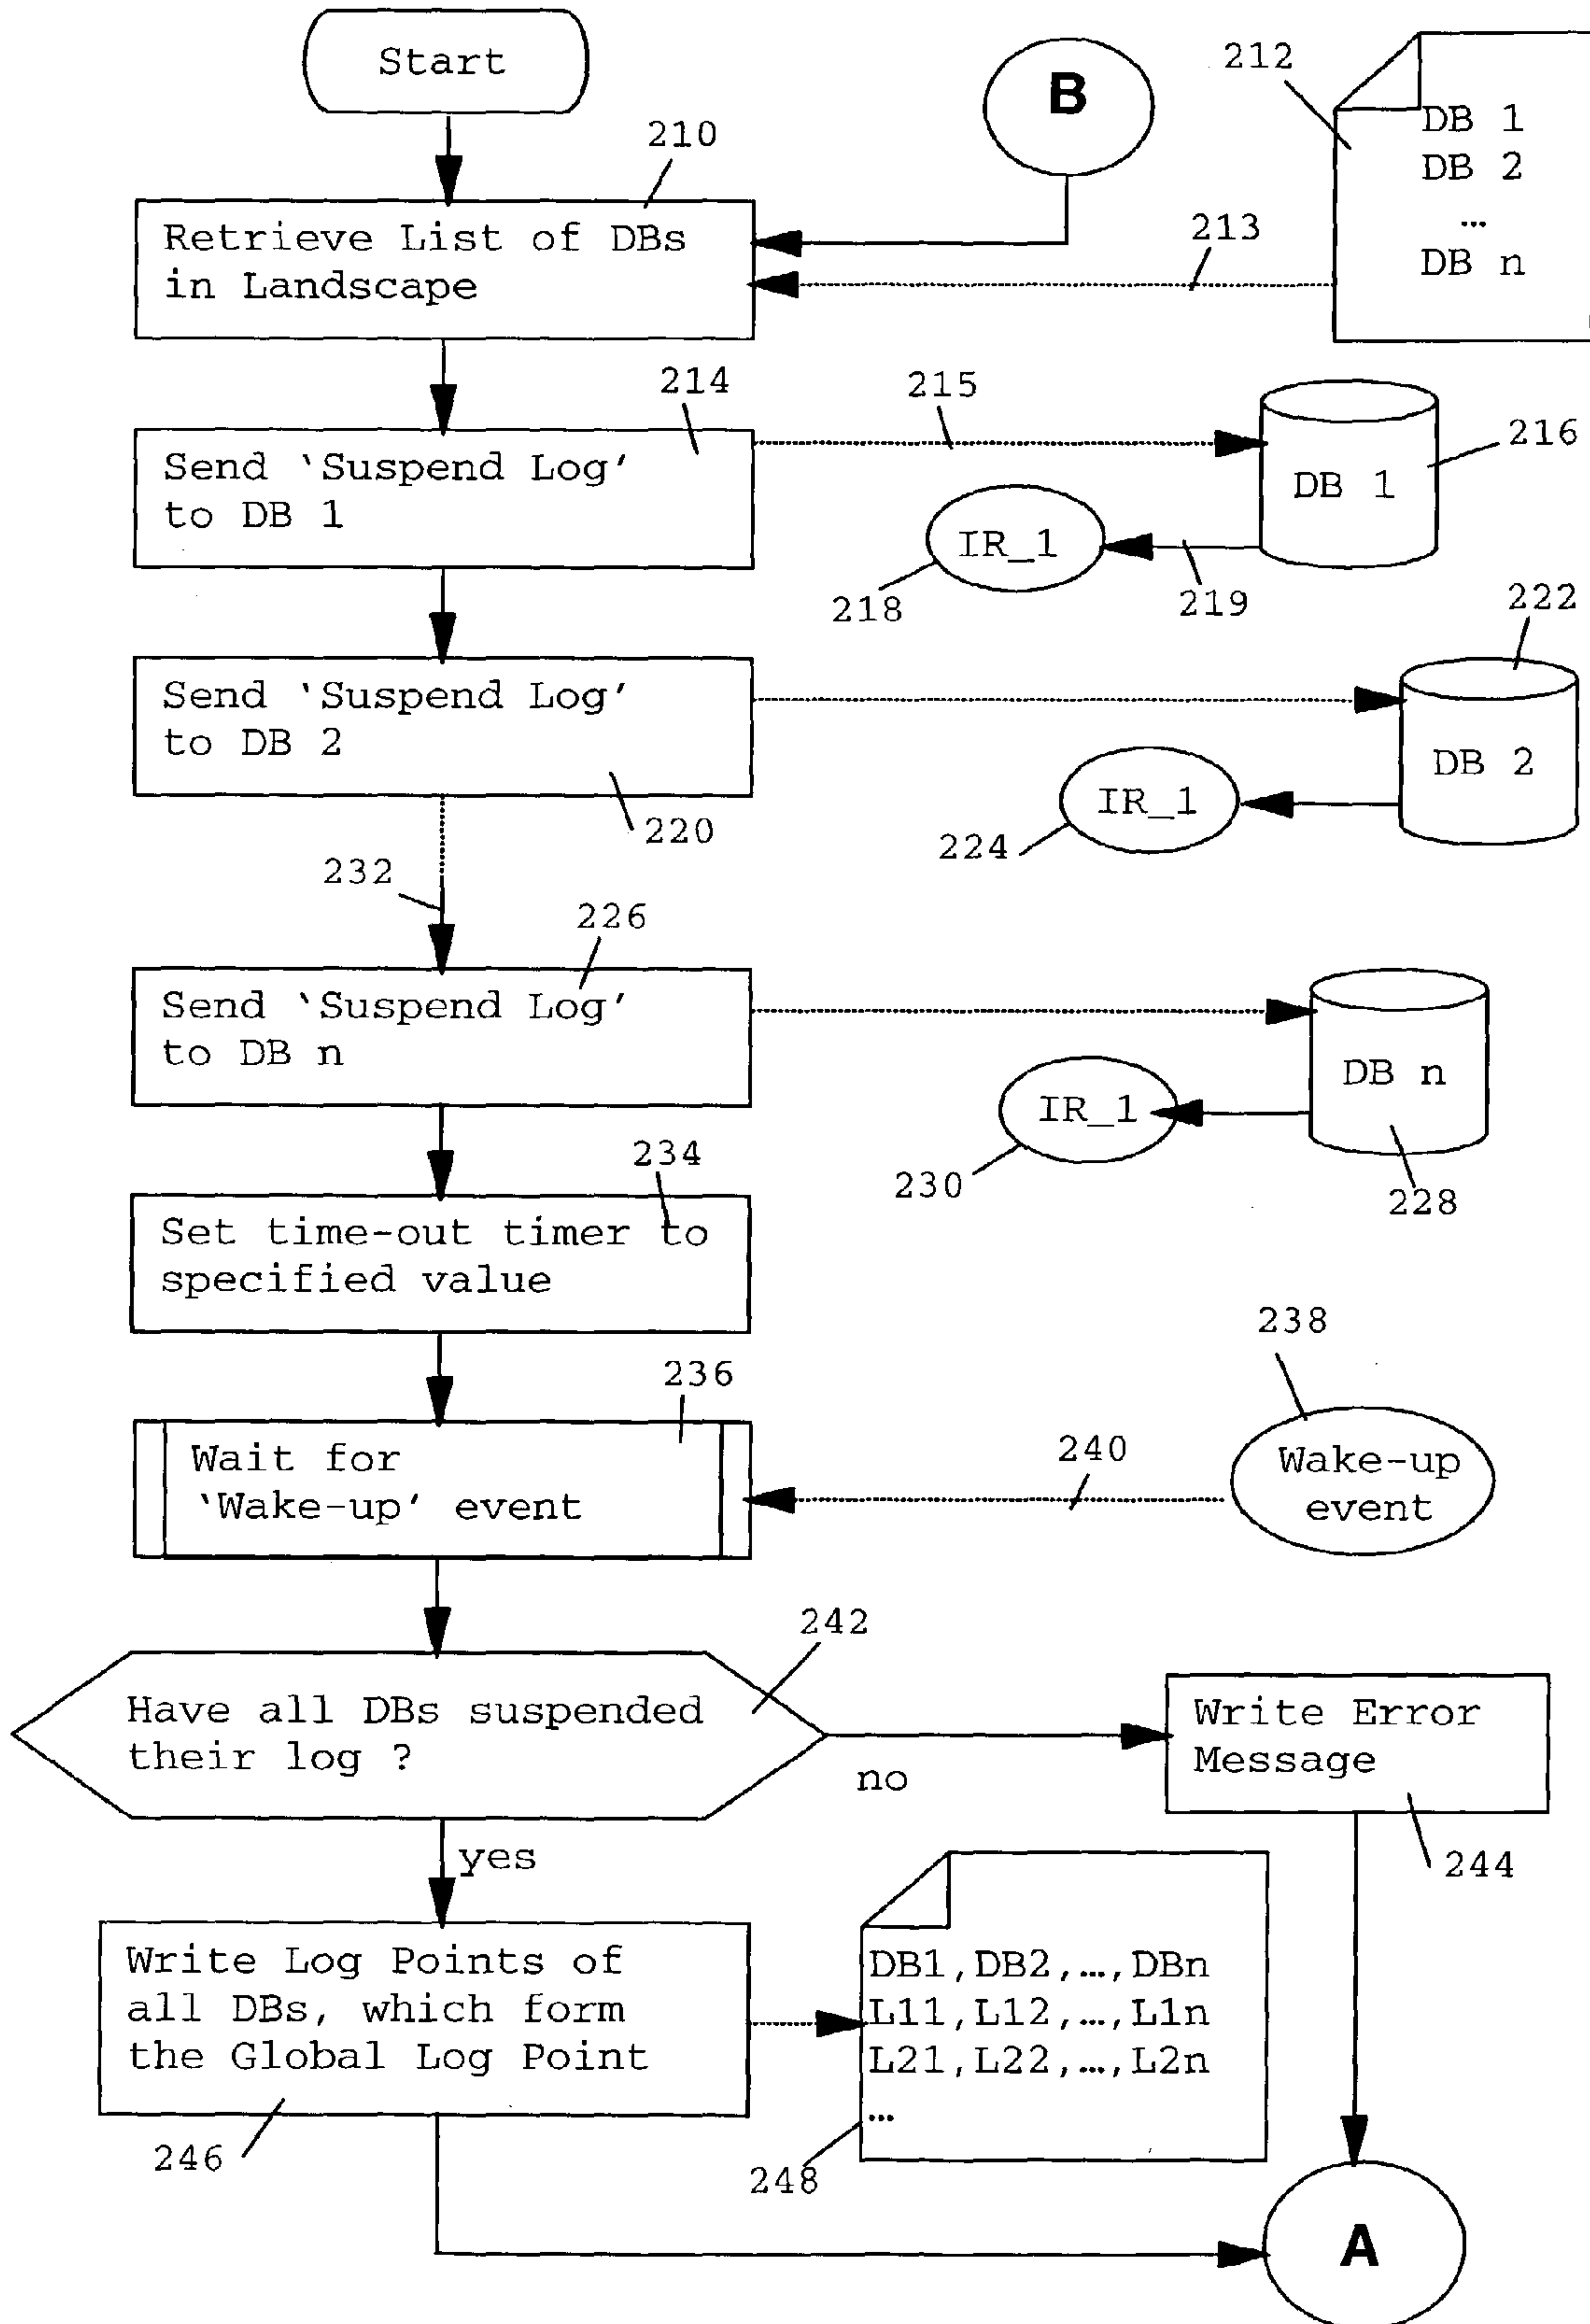 Start
B
212
DB 1
DB 2
...
DB n
210
Retrieve List of DBs
in Landscape
213
214
Send ‘Suspend Log’
to DB 1
215
DB 1
216
IR_1
218
219
222
Send ‘Suspend Log’
to DB 2
220
DB 2
IR_1
224
232
226
Send ‘Suspend Log’
to DB n
DB n
IR_1
230
228
234
Set time-out timer to
specified value
236
Wait for
‘Wake-up’ event
240
238
Wake-up
event
242
Have all DBs suspended
their log ?
no
Write Error
Message
244
yes
Write Log Points of
all DBs, which form
the Global Log Point
246
DB1,DB2,...,DBn
L11,L12,...,L1n
L21,L22,...,L2n
...
248
A